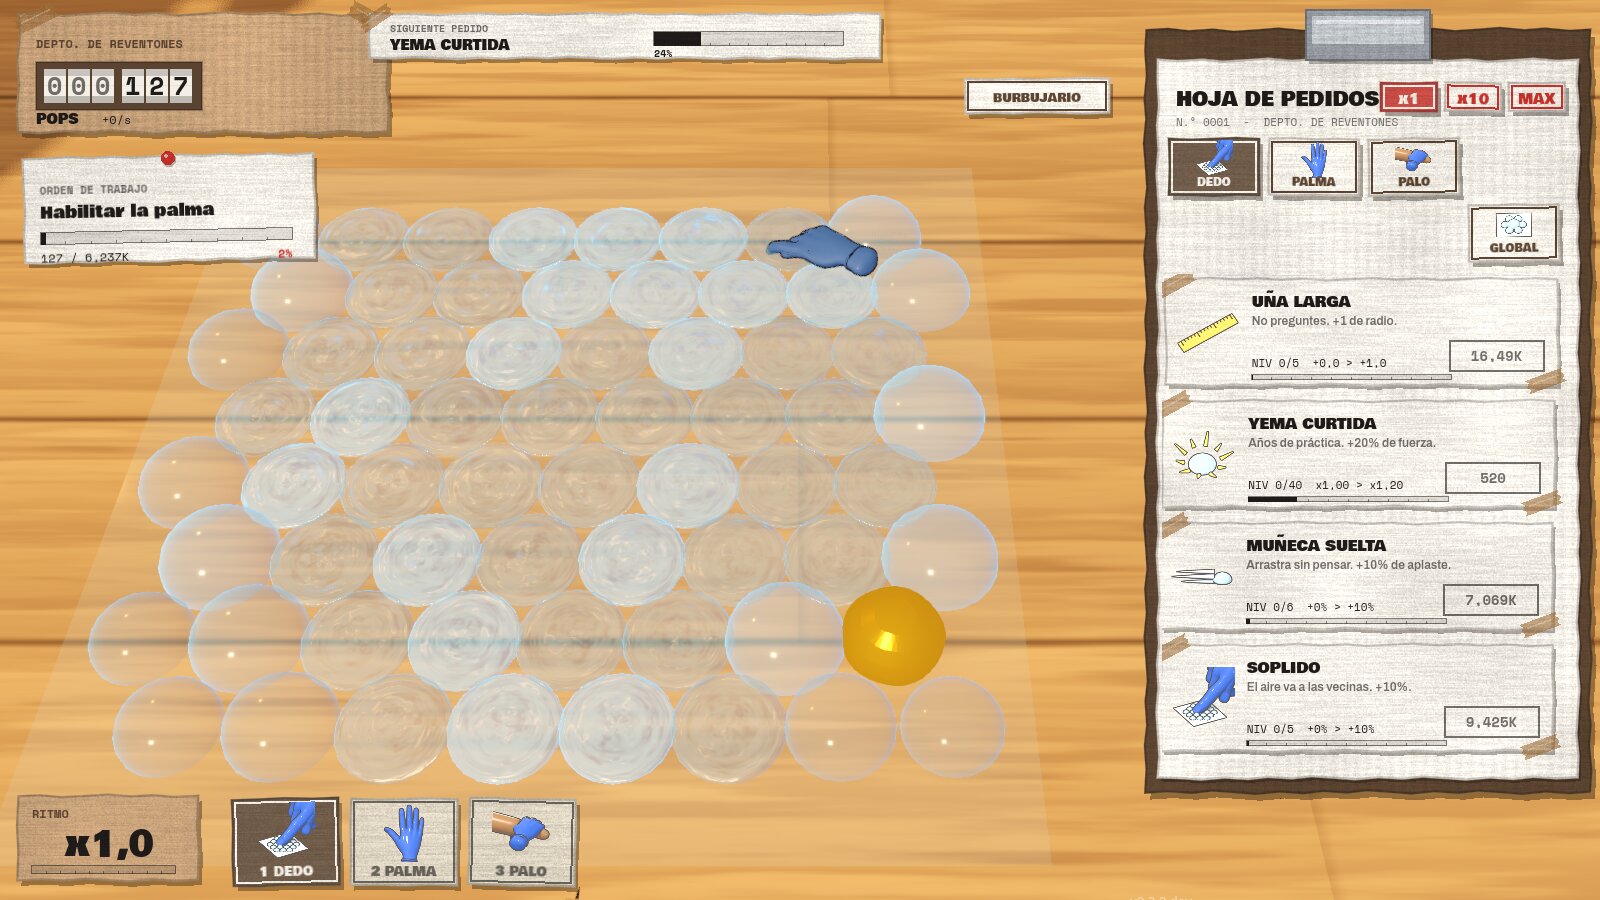 DEPTO. DE REVENTONES
000127
POPS +0/s
SIGUIENTE PEDIDO
YEMA CURTIDA
24%
BURBUJARIO
ORDEN DE TRABAJO
Habilitar la palma
127 / 6,237K
2%
HOJA DE PEDIDOS
x1
x10
MAX
N.° 0001 - DEPTO. DE REVENTONES
DEDO
PALMA
PALO
GLOBAL
UÑA LARGA
No preguntes. +1 de radio.
NIV 0/5 +0,0 > +1,0
16,49K
YEMA CURTIDA
Años de práctica. +20% de fuerza.
NIV 0/40 x1,00 > x1,20
520
MUÑECA SUELTA
Arrastra sin pensar. +10% de aplaste.
NIV 0/6 +0% > +10%
7,069K
SOPLIDO
El aire va a las vecinas. +10%.
NIV 0/5 +0% > +10%
9,425K
RITMO
x1,0
1 DEDO
2 PALMA
3 PALO